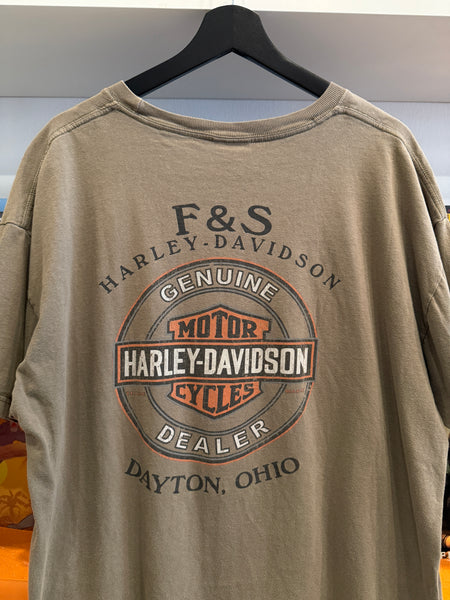 F&S
HARLEY-DAVIDSON
GENUINE
MOTOR
HARLEY-DAVIDSON
CYCLES
DEALER
DAYTON, OHIO